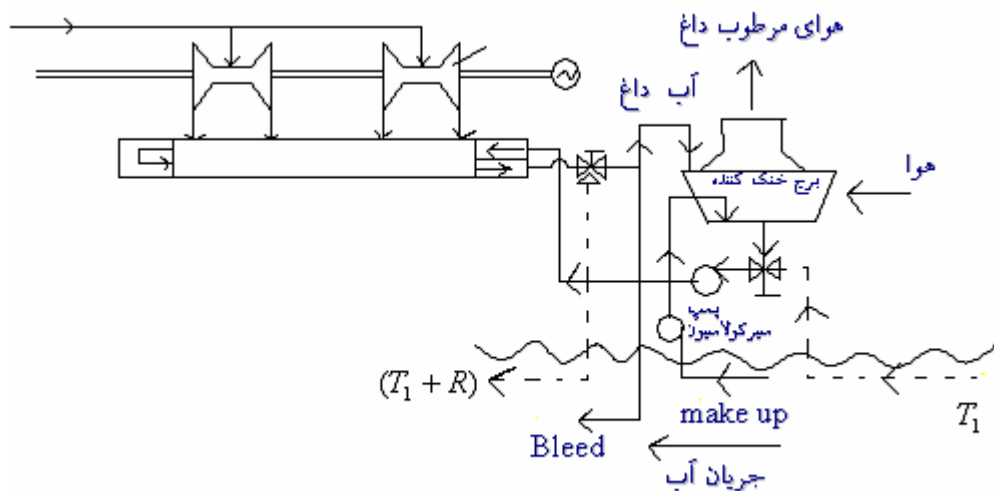 هوای مرطوب داغ
آب داغ
برج خنک کننده
هوا
پمپ
سیرکولاسیون
(T₁ + R)
make up
T₁
Bleed
جریان آب